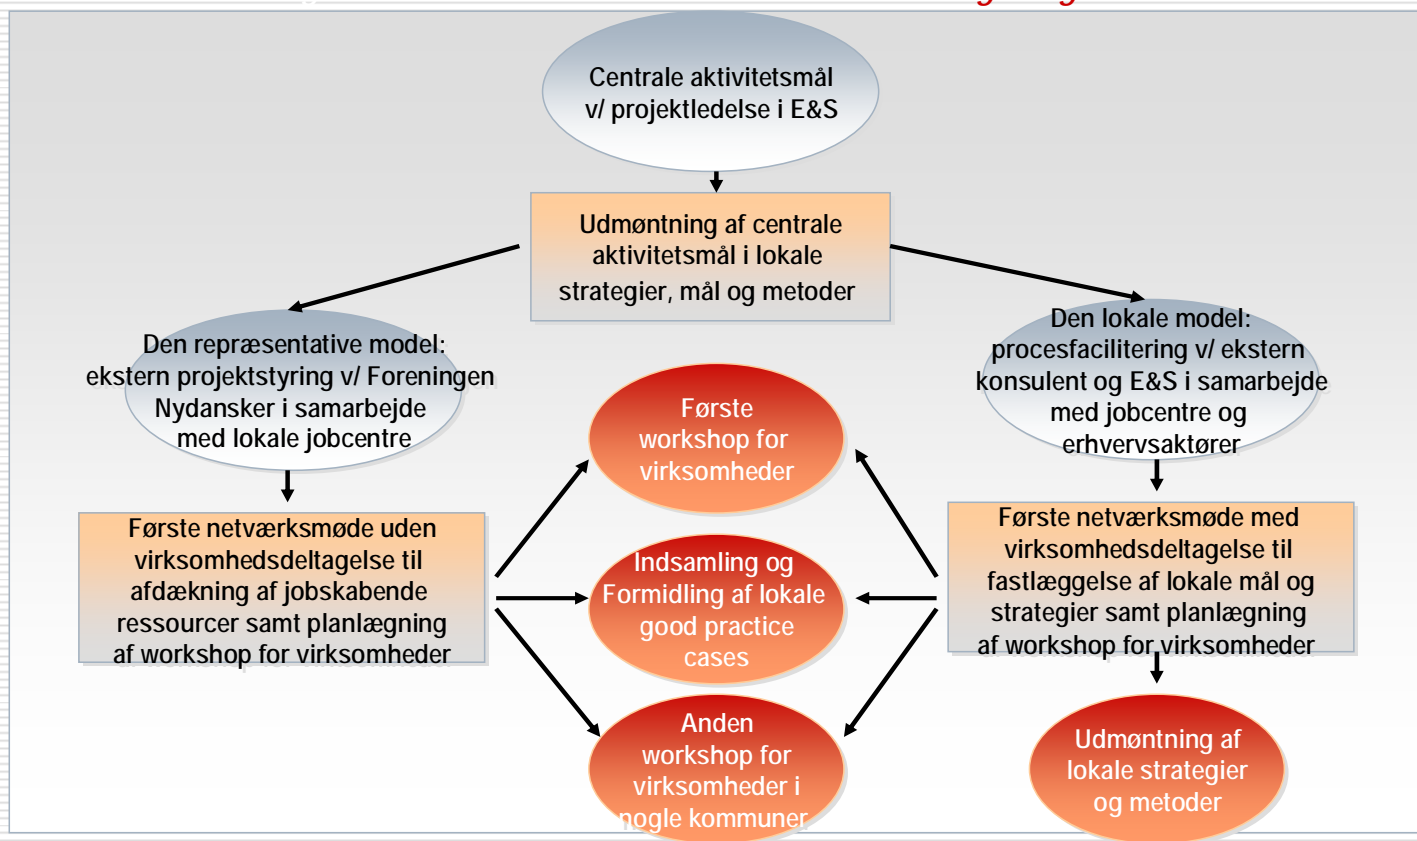 Centrale aktivitetsmål
v/ projektledelse i E&S
Udmøntning af centrale
aktivitetsmål i lokale
strategier, mål og metoder
Den repræsentative model:
ekstern projektstyring v/ Foreningen
Nydansker i samarbejde
med lokale jobcentre
Den lokale model:
procesfacilitering v/ ekstern
konsulent og E&S i samarbejde
med jobcentre og
erhvervsaktører
Første
workshop for
virksomheder
Første netværksmøde uden
virksomhedsdeltagelse til
afdækning af jobskabende
ressourcer samt planlægning
af workshop for virksomheder
Første netværksmøde med
virksomhedsdeltagelse til
fastlæggelse af lokale mål og
strategier samt planlægning
af workshop for virksomheder
Indsamling og
Formidling af lokale
good practice
cases
Anden
workshop for
virksomheder i
nogle kommuner
Udmøntning af
lokale strategier
og metoder